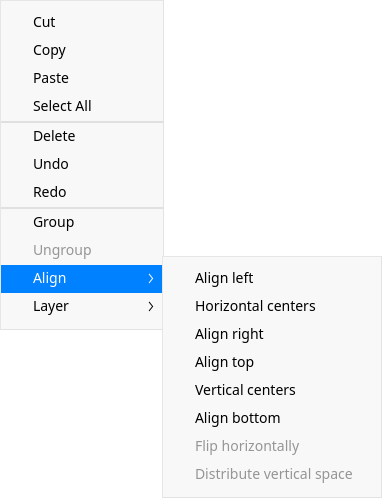 Cut
Copy
Paste
Select All
Delete
Undo
Redo
Group
Ungroup
Align
Layer
Align left
Horizontal centers
Align right
Align top
Vertical centers
Align bottom
Flip horizontally
Distribute vertical space